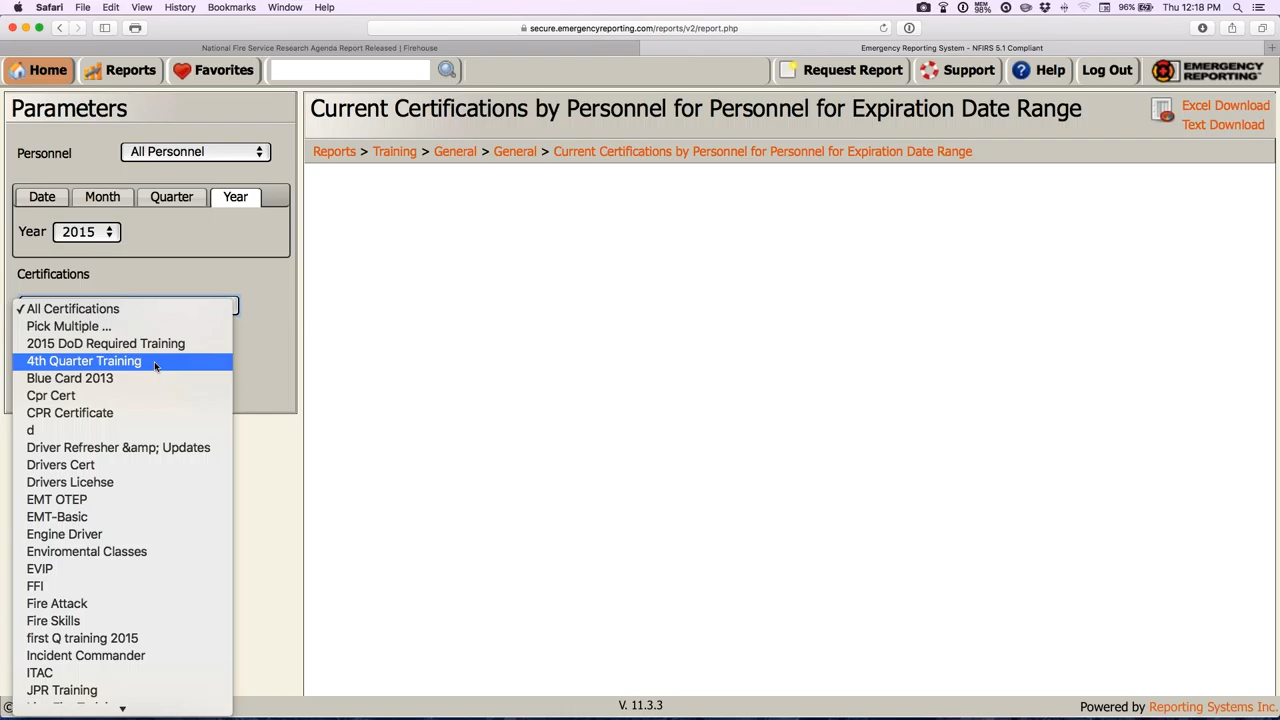 Safari File Edit View History Bookmarks Window Help MEM 98% 96% Thu 12:18 PM
secure.emergencyreporting.com/reports/v2/report.php
National Fire Service Research Agenda Report Released | Firehouse Emergency Reporting System - NFIRS 5.1 Compliant
Home Reports Favorites Request Report Support Help Log Out EMERGENCY REPORTING
Parameters
Current Certifications by Personnel for Personnel for Expiration Date Range
Excel Download
Text Download
Personnel All Personnel
Reports > Training > General > General > Current Certifications by Personnel for Personnel for Expiration Date Range
Date Month Quarter Year
Year 2015
Certifications
✓ All Certifications
Pick Multiple ...
2015 DoD Required Training
4th Quarter Training
Blue Card 2013
Cpr Cert
CPR Certificate
d
Driver Refresher &amp; Updates
Drivers Cert
Drivers Licehse
EMT OTEP
EMT-Basic
Engine Driver
Enviromental Classes
EVIP
FFI
Fire Attack
Fire Skills
first Q training 2015
Incident Commander
ITAC
JPR Training
V. 11.3.3
Powered by Reporting Systems Inc.